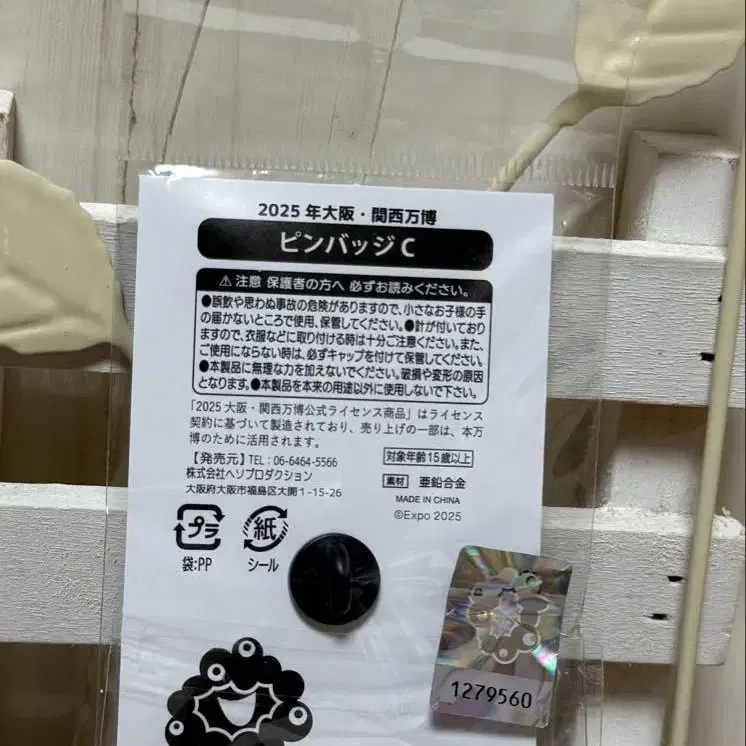 2025年大阪・関西万博
ピンバッジC
⚠注意 保護者の方へ 必ずお読みください。
●誤飲や思わぬ事故の危険がありますので、小さなお子様の手
の届かないところで使用、保管してください。●針が付いており
ますので、衣服などに取り付ける時は十分ご注意ください。また、
ご使用にならない時は、必ずキャップを付けて保管してください。
●本製品に無理な力を加えないでください。破損や変形の原因
となります。●本製品を本来の用途以外に使用しないで下さい。
「2025 大阪・関西万博公式ライセンス商品」はライセンス
契約に基づいて製造されており、売り上げの一部は、本万
博のために活用されます。
【発売元】TEL:06-6464-5566
株式会社ヘソプロダクション
大阪府大阪市福島区大開1-15-26
対象年齢15歳以上
素材 亜鉛合金
MADE IN CHINA
©Expo 2025
プラ
袋:PP
紙
シール
1279560